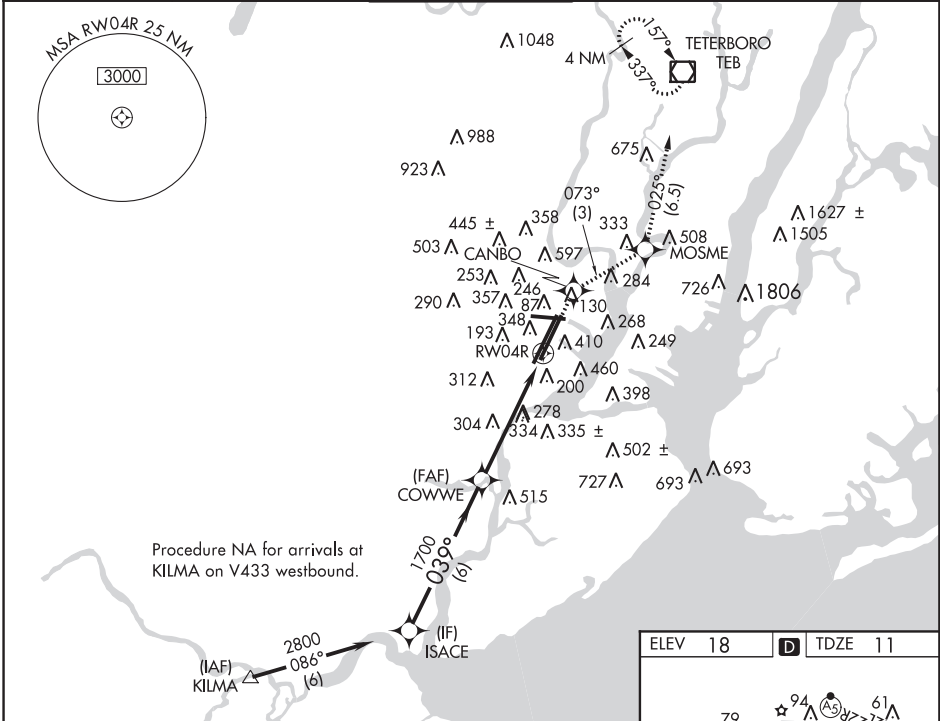 MSA RW04R 25 NM
3000
1048
4 NM
157°
337°
TETERBORO
TEB
988
923
675
025°
(6.5)
073°
(3)
1627 ±
1505
445 ±
358
333
508
503
CANBO
597
MOSME
253
246
284
726
1806
290
357
87
130
348
268
193
410
249
RW04R
460
312
200
398
304
278
334
335 ±
502 ±
(FAF)
COWWE
727
693
693
515
Procedure NA for arrivals at
KILMA on V433 westbound.
1700
039°
(6)
(IF)
ISACE
2800
086°
(6)
(IAF)
KILMA
ELEV 18
D
TDZE 11
94
A5
61
79